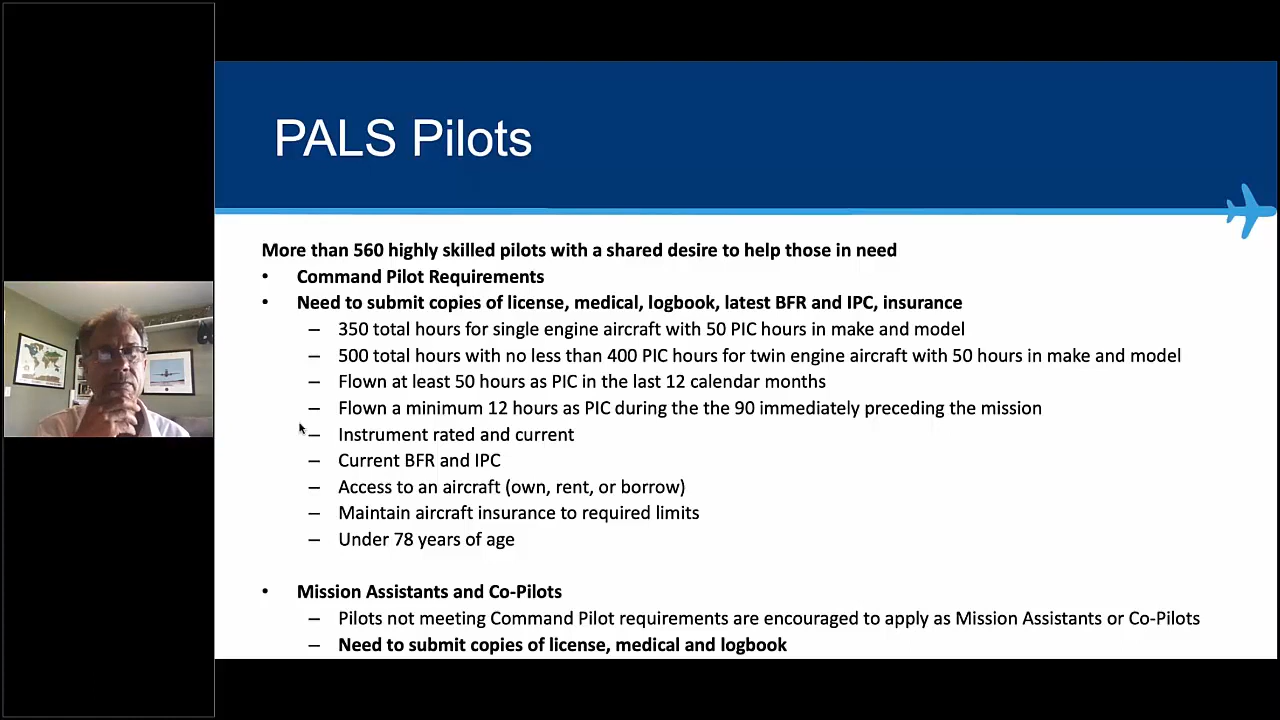 PALS Pilots
More than 560 highly skilled pilots with a shared desire to help those in need
• Command Pilot Requirements
• Need to submit copies of license, medical, logbook, latest BFR and IPC, insurance
– 350 total hours for single engine aircraft with 50 PIC hours in make and model
– 500 total hours with no less than 400 PIC hours for twin engine aircraft with 50 hours in make and model
– Flown at least 50 hours as PIC in the last 12 calendar months
– Flown a minimum 12 hours as PIC during the the 90 immediately preceding the mission
– Instrument rated and current
– Current BFR and IPC
– Access to an aircraft (own, rent, or borrow)
– Maintain aircraft insurance to required limits
– Under 78 years of age
• Mission Assistants and Co-Pilots
– Pilots not meeting Command Pilot requirements are encouraged to apply as Mission Assistants or Co-Pilots
– Need to submit copies of license, medical and logbook